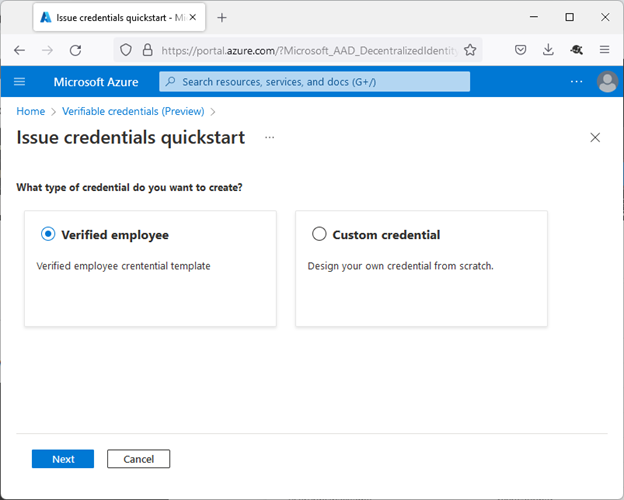 Issue credentials quickstart - Mi
https://portal.azure.com/?Microsoft_AAD_DecentralizedIdentity
Microsoft Azure
Search resources, services, and docs (G+/)
Home > Verifiable credentials (Preview) >
Issue credentials quickstart ...
What type of credential do you want to create?
Verified employee
Verified employee crentential template
Custom credential
Design your own credential from scratch.
Next
Cancel